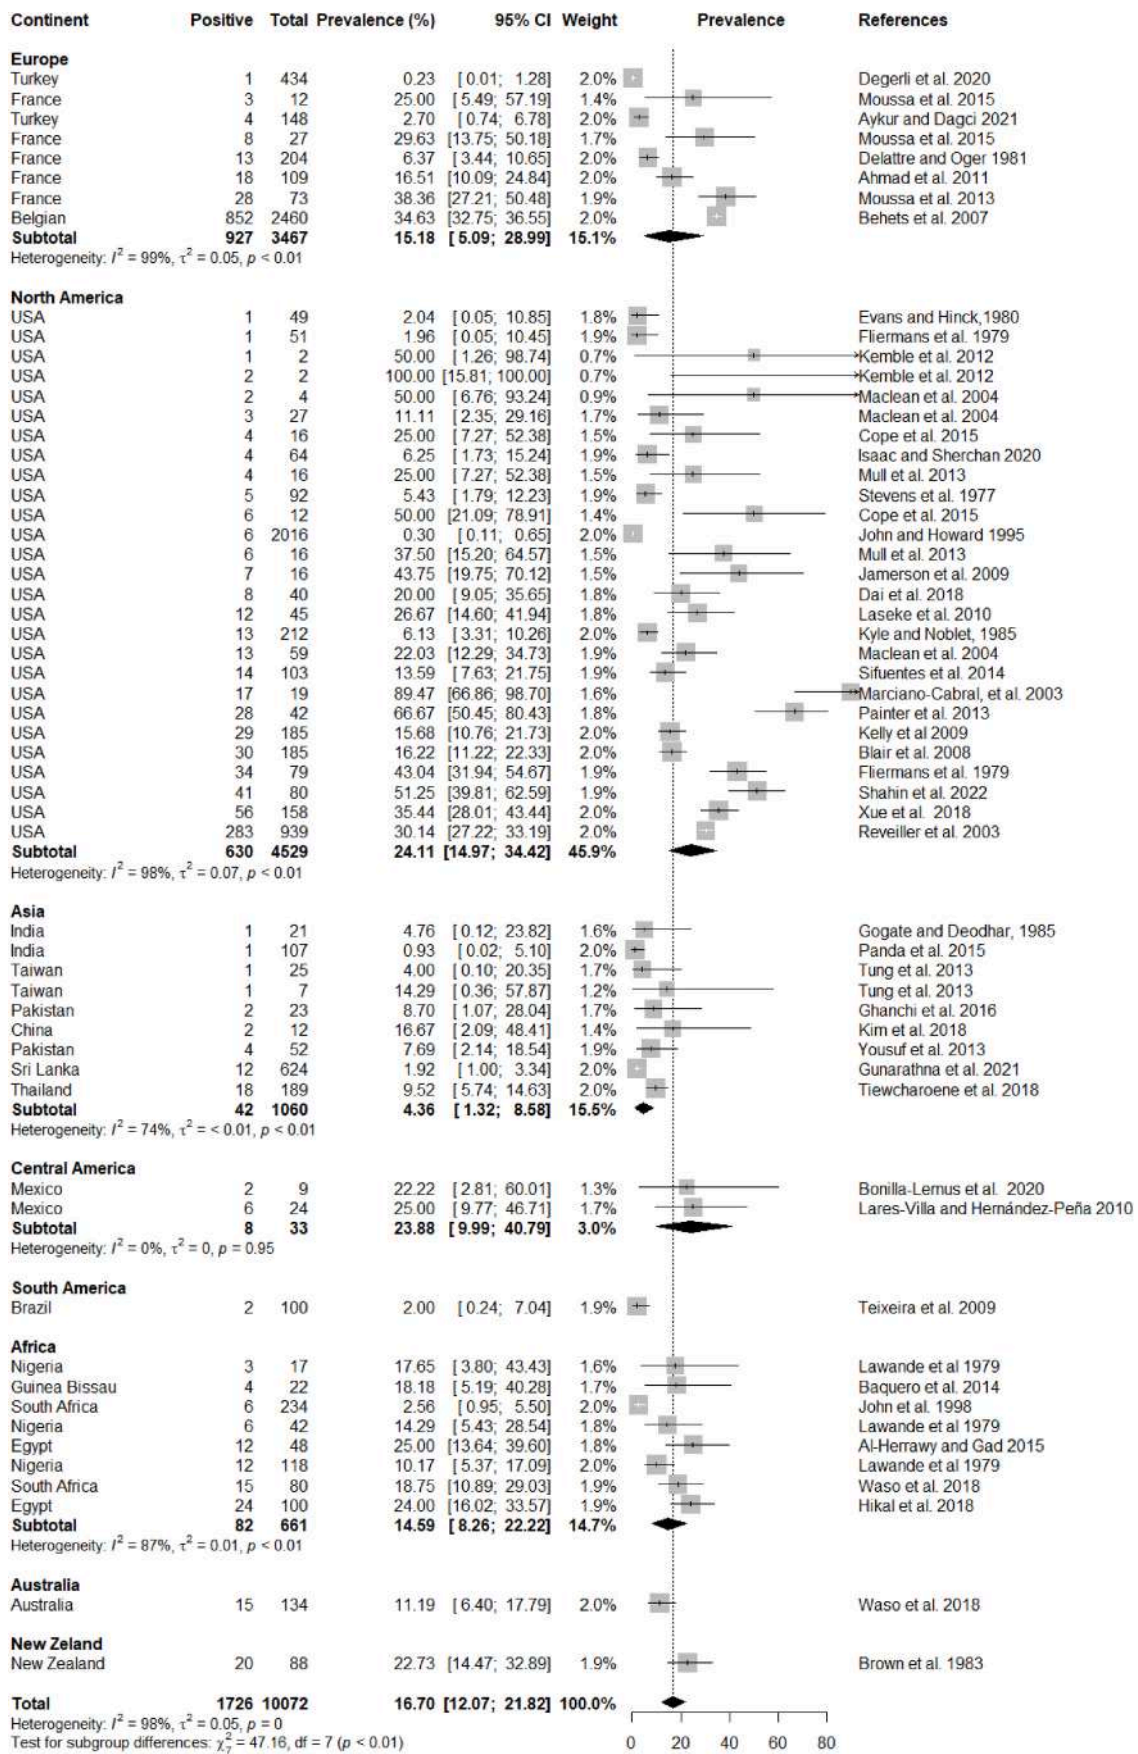 Continent Positive Total Prevalence (%) 95% CI Weight Prevalence References
Europe
Turkey 1 434 0.23 [0.01; 1.28] 2.0% Degerli et al. 2020
France 3 12 25.00 [5.49; 57.19] 1.4% Moussa et al. 2015
Turkey 4 148 2.70 [0.74; 6.78] 2.0% Aykur and Dagci 2021
France 8 27 29.63 [13.75; 50.18] 1.7% Moussa et al. 2015
France 13 204 6.37 [3.44; 10.65] 2.0% Delattre and Oger 1981
France 18 109 16.51 [10.09; 24.84] 2.0% Ahmad et al. 2011
France 28 73 38.36 [27.21; 50.48] 1.9% Moussa et al. 2013
Belgian 852 2460 34.63 [32.75; 36.55] 2.0% Behets et al. 2007
Subtotal 927 3467 15.18 [5.09; 28.99] 15.1%
Heterogeneity: I² = 99%, τ² = 0.05, p < 0.01
North America
USA 1 49 2.04 [0.05; 10.85] 1.8% Evans and Hinck,1980
USA 1 51 1.96 [0.05; 10.45] 1.9% Fliermans et al. 1979
USA 1 2 50.00 [1.26; 98.74] 0.7% Kemble et al. 2012
USA 2 2 100.00 [15.81; 100.00] 0.7% Kemble et al. 2012
USA 2 4 50.00 [6.76; 93.24] 0.9% Maclean et al. 2004
USA 3 27 11.11 [2.35; 29.16] 1.7% Maclean et al. 2004
USA 4 16 25.00 [7.27; 52.38] 1.5% Cope et al. 2015
USA 4 64 6.25 [1.73; 15.24] 1.9% Isaac and Sherchan 2020
USA 4 16 25.00 [7.27; 52.38] 1.5% Mull et al. 2013
USA 5 92 5.43 [1.79; 12.23] 1.9% Stevens et al. 1977
USA 6 12 50.00 [21.09; 78.91] 1.4% Cope et al. 2015
USA 6 2016 0.30 [0.11; 0.65] 2.0% John and Howard 1995
USA 6 16 37.50 [15.20; 64.57] 1.5% Mull et al. 2013
USA 7 16 43.75 [19.75; 70.12] 1.5% Jamerson et al. 2009
USA 8 40 20.00 [9.05; 35.65] 1.8% Dai et al. 2018
USA 12 45 26.67 [14.60; 41.94] 1.8% Laseke et al. 2010
USA 13 212 6.13 [3.31; 10.26] 2.0% Kyle and Noblet, 1985
USA 13 59 22.03 [12.29; 34.73] 1.9% Maclean et al. 2004
USA 14 103 13.59 [7.63; 21.75] 1.9% Sifuentes et al. 2014
USA 17 19 89.47 [66.86; 98.70] 1.6% Marciano-Cabral, et al. 2003
USA 28 42 66.67 [50.45; 80.43] 1.8% Painter et al. 2013
USA 29 185 15.68 [10.76; 21.73] 2.0% Kelly et al 2009
USA 30 185 16.22 [11.22; 22.33] 2.0% Blair et al. 2008
USA 34 79 43.04 [31.94; 54.67] 1.9% Fliermans et al. 1979
USA 41 80 51.25 [39.81; 62.59] 1.9% Shahin et al. 2022
USA 56 158 35.44 [28.01; 43.44] 2.0% Xue et al. 2018
USA 283 939 30.14 [27.22; 33.19] 2.0% Reveiller et al. 2003
Subtotal 630 4529 24.11 [14.97; 34.42] 45.9%
Heterogeneity: I² = 98%, τ² = 0.07, p < 0.01
Asia
India 1 21 4.76 [0.12; 23.82] 1.6% Gogate and Deodhar, 1985
India 1 107 0.93 [0.02; 5.10] 2.0% Panda et al. 2015
Taiwan 1 25 4.00 [0.10; 20.35] 1.7% Tung et al. 2013
Taiwan 1 7 14.29 [0.36; 57.87] 1.2% Tung et al. 2013
Pakistan 2 23 8.70 [1.07; 28.04] 1.7% Ghanchi et al. 2016
China 2 12 16.67 [2.09; 48.41] 1.4% Kim et al. 2018
Pakistan 4 52 7.69 [2.14; 18.54] 1.9% Yousuf et al. 2013
Sri Lanka 12 624 1.92 [1.00; 3.34] 2.0% Gunarathna et al. 2021
Thailand 18 189 9.52 [5.74; 14.63] 2.0% Tiewcharoene et al. 2018
Subtotal 42 1060 4.36 [1.32; 8.58] 15.5%
Heterogeneity: I² = 74%, τ² = < 0.01, p < 0.01
Central America
Mexico 2 9 22.22 [2.81; 60.01] 1.3% Bonilla-Lemus et al. 2020
Mexico 6 24 25.00 [9.77; 46.71] 1.7% Lares-Villa and Hernández-Peña 2010
Subtotal 8 33 23.88 [9.99; 40.79] 3.0%
Heterogeneity: I² = 0%, τ² = 0, p = 0.95
South America
Brazil 2 100 2.00 [0.24; 7.04] 1.9% Teixeira et al. 2009
Africa
Nigeria 3 17 17.65 [3.80; 43.43] 1.6% Lawande et al 1979
Guinea Bissau 4 22 18.18 [5.19; 40.28] 1.7% Baquero et al. 2014
South Africa 6 234 2.56 [0.95; 5.50] 2.0% John et al. 1998
Nigeria 6 42 14.29 [5.43; 28.54] 1.8% Lawande et al 1979
Egypt 12 48 25.00 [13.64; 39.60] 1.8% Al-Herrawy and Gad 2015
Nigeria 12 118 10.17 [5.37; 17.09] 2.0% Lawande et al 1979
South Africa 15 80 18.75 [10.89; 29.03] 1.9% Waso et al. 2018
Egypt 24 100 24.00 [16.02; 33.57] 1.9% Hikal et al. 2018
Subtotal 82 661 14.59 [8.26; 22.22] 14.7%
Heterogeneity: I² = 87%, τ² = 0.01, p < 0.01
Australia
Australia 15 134 11.19 [6.40; 17.79] 2.0% Waso et al. 2018
New Zeland
New Zealand 20 88 22.73 [14.47; 32.89] 1.9% Brown et al. 1983
Total 1726 10072 16.70 [12.07; 21.82] 100.0%
Heterogeneity: I² = 98%, τ² = 0.05, p = 0
Test for subgroup differences: χ²₇ = 47.16, df = 7 (p < 0.01)
0 20 40 60 80